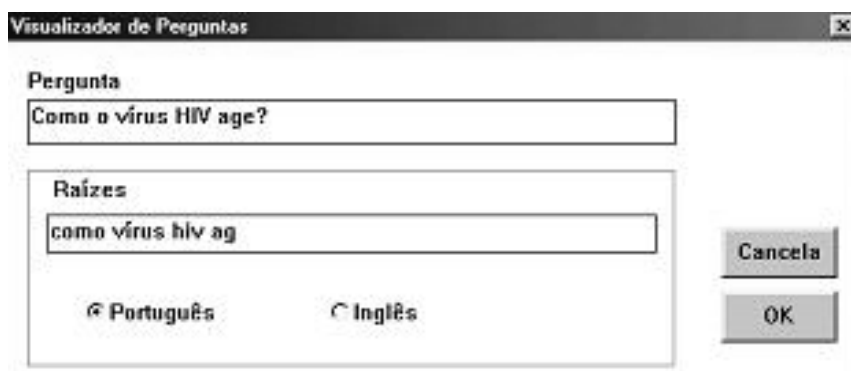 Visualizador de Perguntas
Pergunta
Como o vírus HIV age?
Raízes
como vírus hiv ag
Cancela
Português Inglês
OK